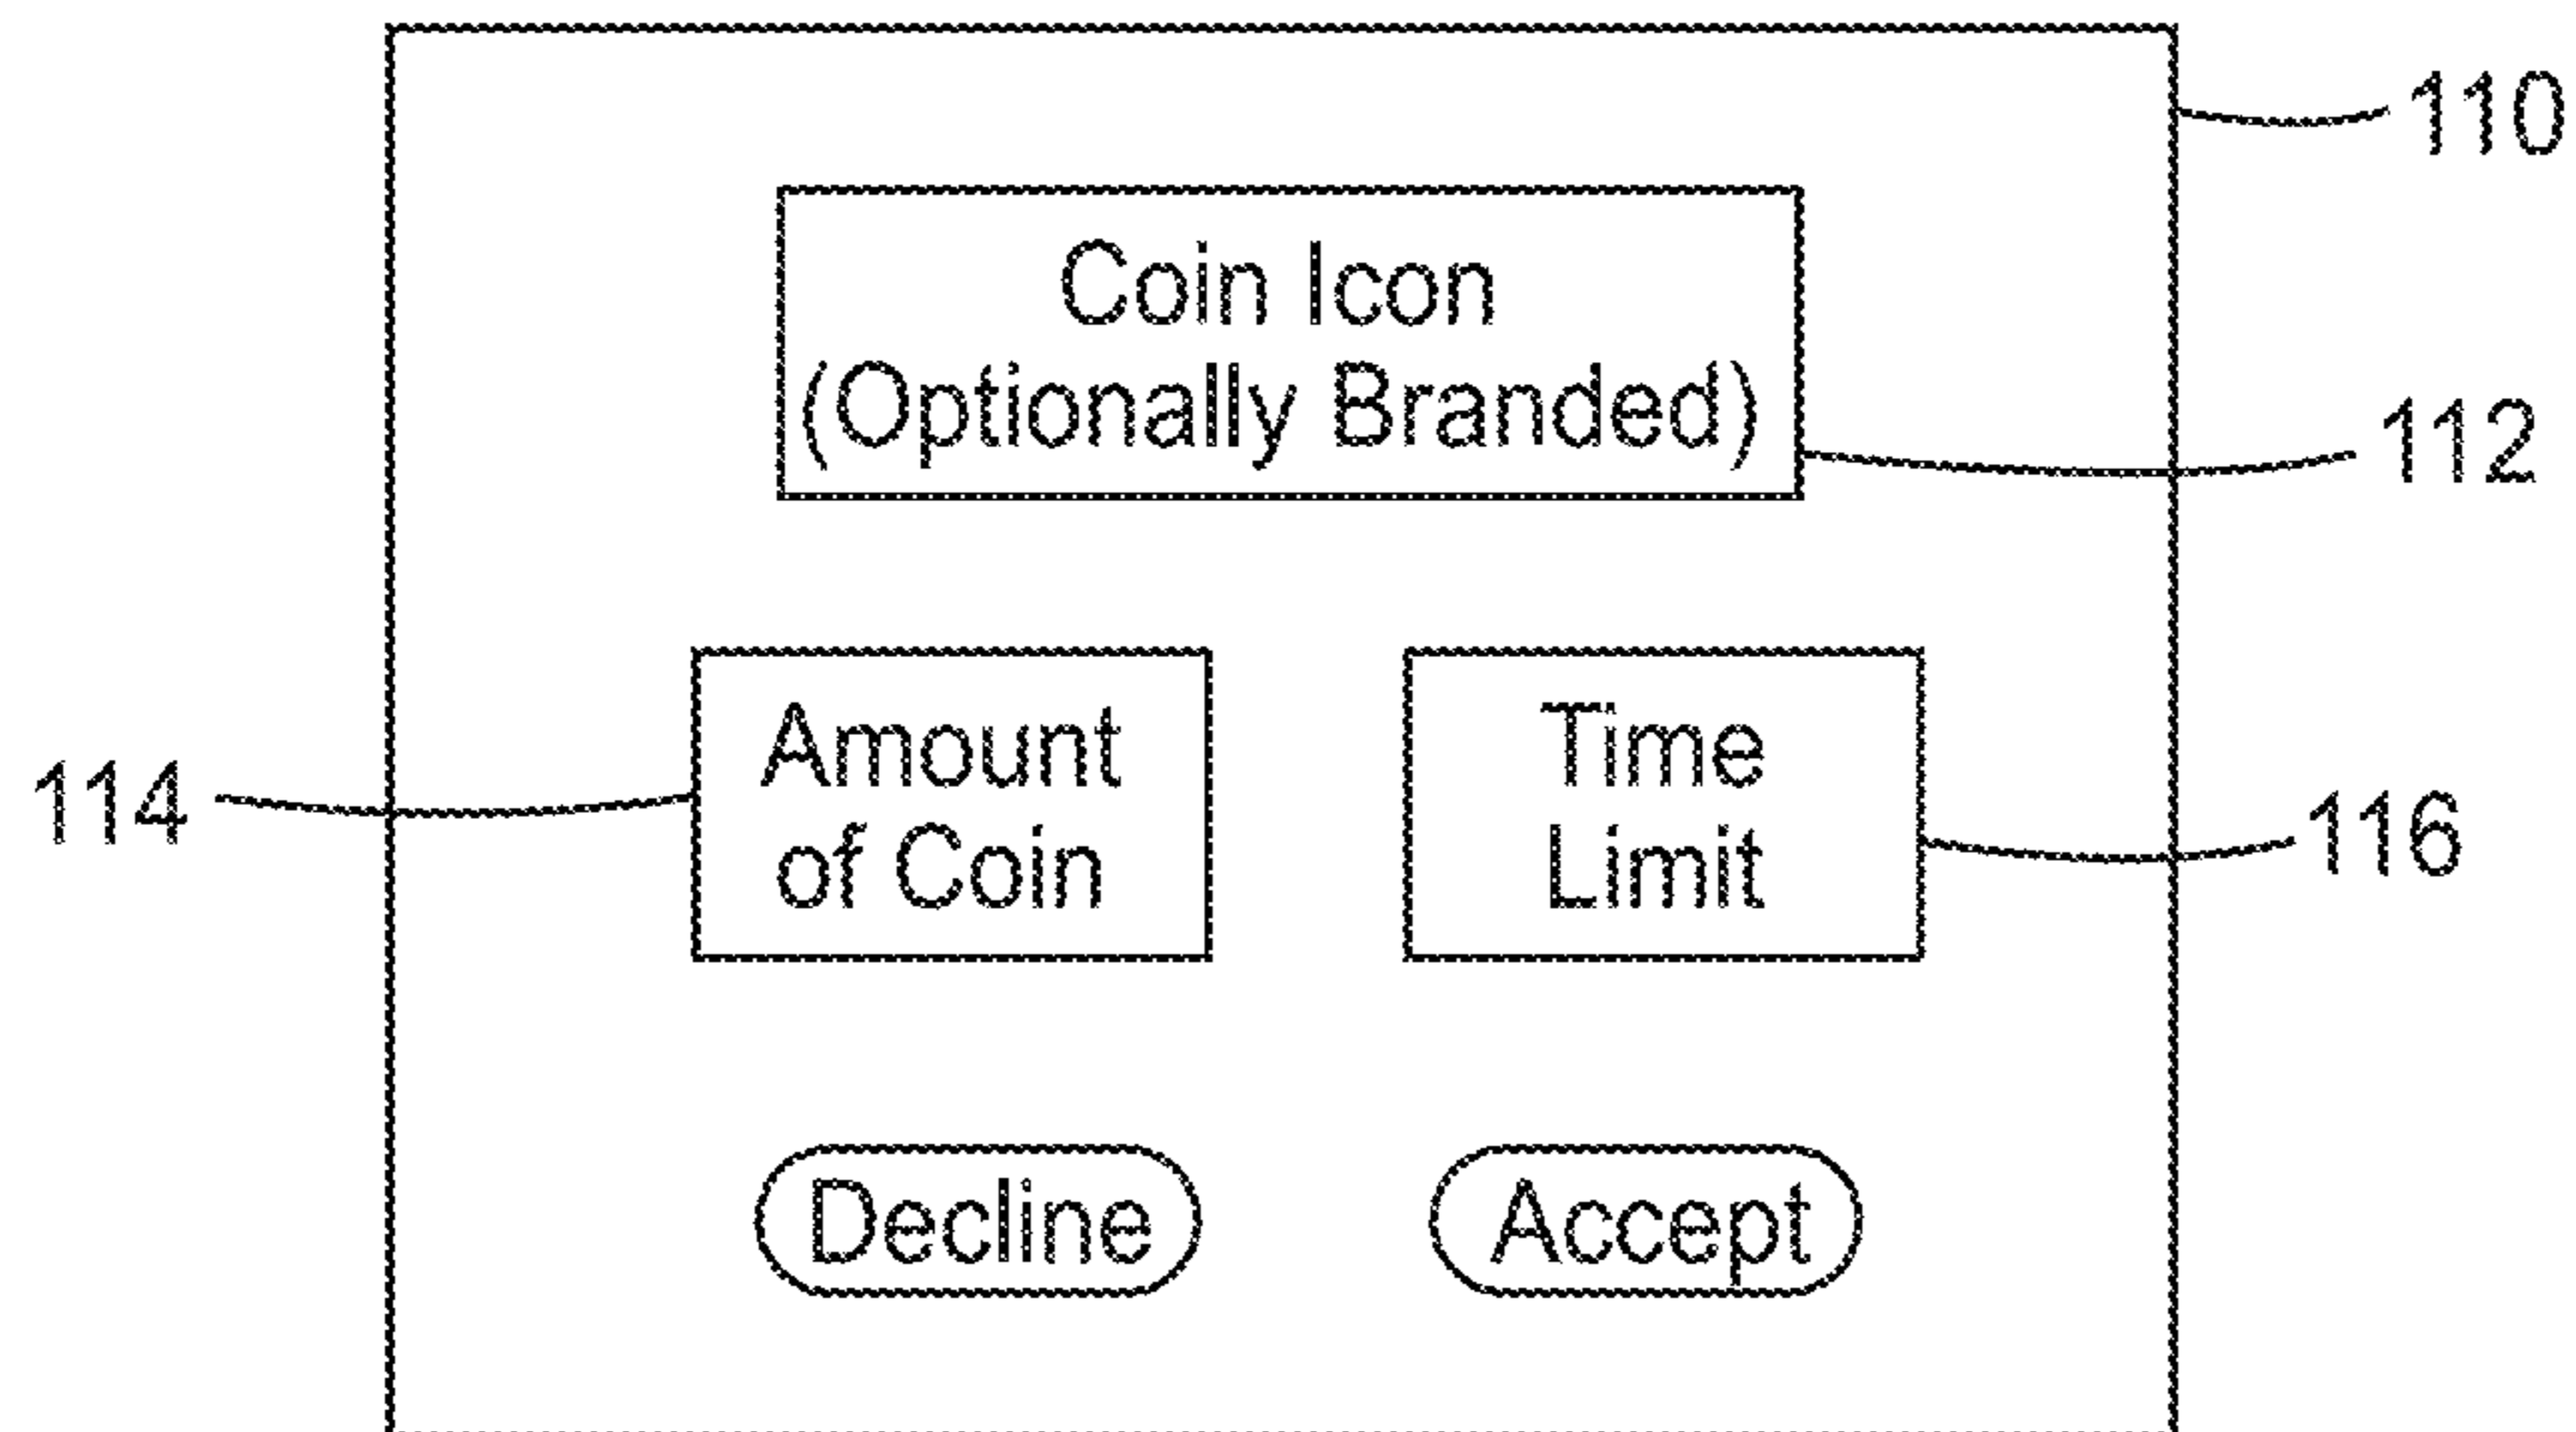 110
Coin Icon
(Optionally Branded)
112
Amount
of Coin
114
Time
Limit
116
Decline
Accept